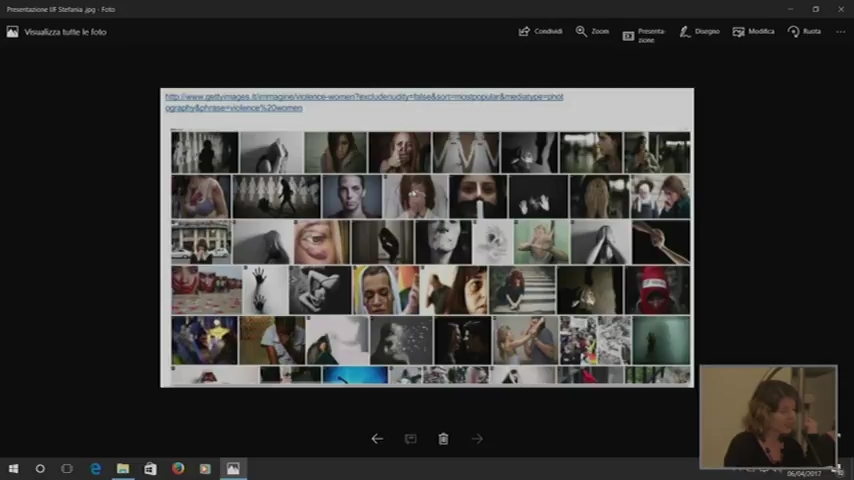 Presentazione IJF Stefania .jpg - Foto
Visualizza tutte le foto
Condividi
Zoom
Presenta-
zione
Disegno
Modifica
Ruota
http://www.gettyimages.it/immagine/violence-women?excludenudity=false&sort=mostpopular&mediatype=phot
ography&phrase=violence%20women
06/04/2017